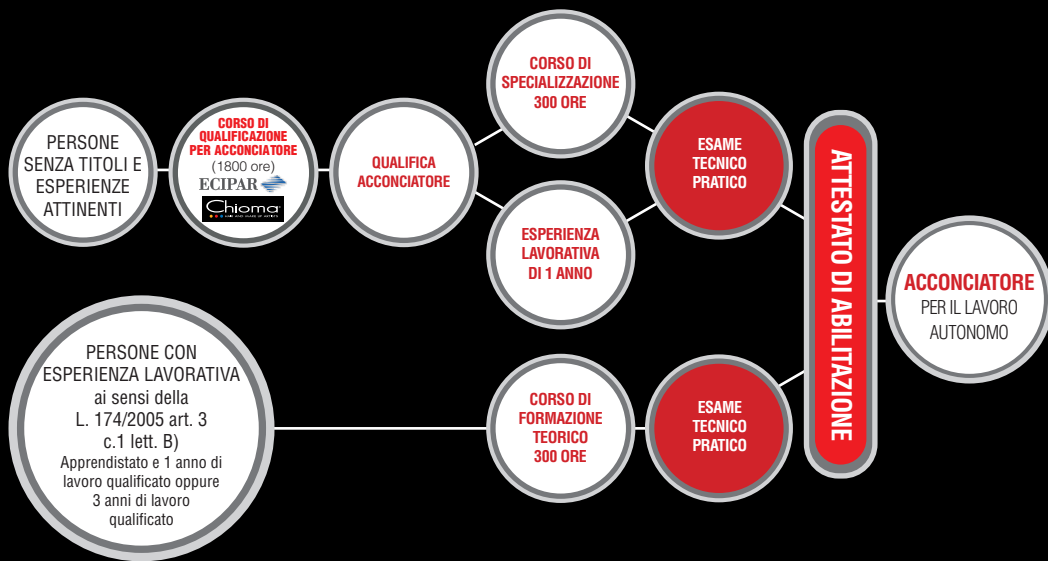 PERSONE
SENZA TITOLI E
ESPERIENZE
ATTINENTI
CORSO DI
QUALIFICAZIONE
PER ACCONCIATORE
(1800 ore)
ECIPAR
Chioma
QUALIFICA
ACCONCIATORE
CORSO DI
SPECIALIZZAZIONE
300 ORE
ESPERIENZA
LAVORATIVA
DI 1 ANNO
ESAME
TECNICO
PRATICO
PERSONE CON
ESPERIENZA LAVORATIVA
ai sensi della
L. 174/2005 art. 3
c.1 lett. B)
Apprendistato e 1 anno di
lavoro qualificato oppure
3 anni di lavoro
qualificato
CORSO DI
FORMAZIONE
TEORICO
300 ORE
ESAME
TECNICO
PRATICO
ATTESTATO DI ABILITAZIONE
ACCONCIATORE
PER IL LAVORO
AUTONOMO